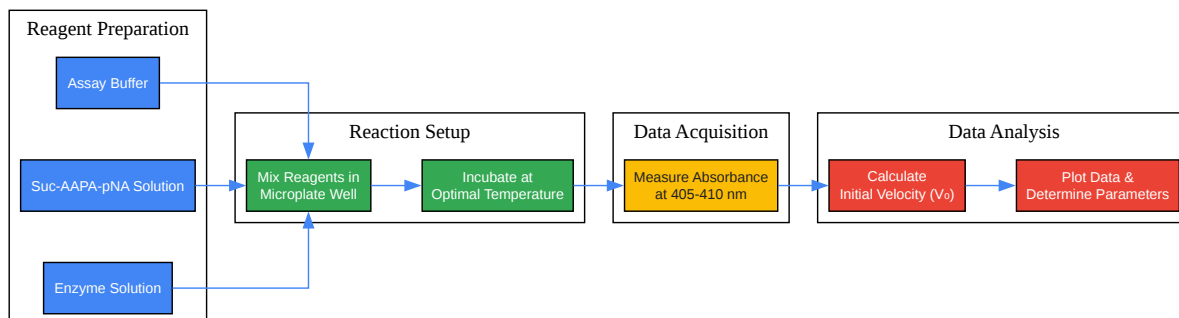 Reagent Preparation
Assay Buffer
Suc-AAPA-pNA Solution
Enzyme Solution
Reaction Setup
Mix Reagents in
Microplate Well
Incubate at
Optimal Temperature
Data Acquisition
Measure Absorbance
at 405-410 nm
Data Analysis
Calculate
Initial Velocity (V₀)
Plot Data &
Determine Parameters